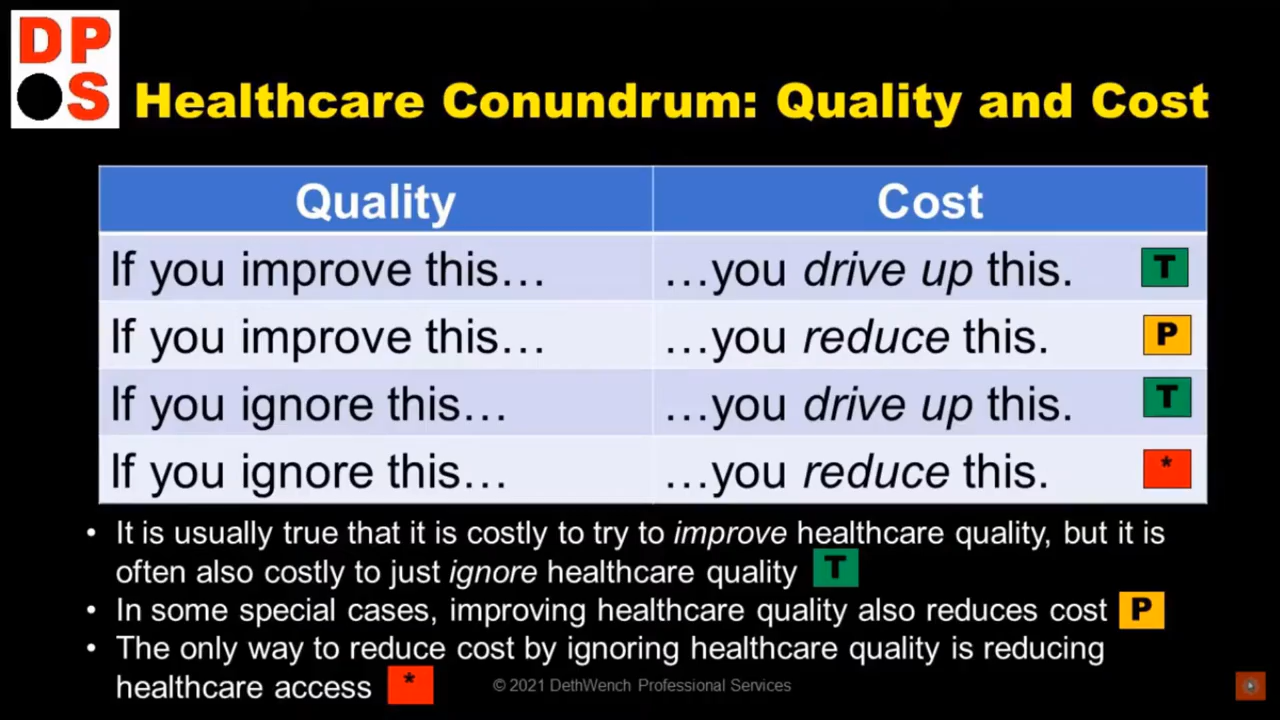 DP
S
Healthcare Conundrum: Quality and Cost
Quality Cost
If you improve this… …you drive up this. T
If you improve this… …you reduce this. P
If you ignore this… …you drive up this. T
If you ignore this… …you reduce this. *
• It is usually true that it is costly to try to improve healthcare quality, but it is
often also costly to just ignore healthcare quality T
• In some special cases, improving healthcare quality also reduces cost P
• The only way to reduce cost by ignoring healthcare quality is reducing
healthcare access *
© 2021 DethWench Professional Services